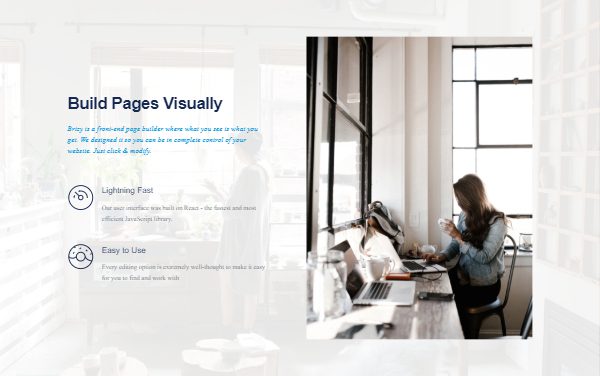 Build Pages Visually
Brizy is a front-end page builder where what you see is what you
get. We designed it so you can be in complete control of your
website. Just click & modify.
Lightning Fast
Our user interface was built on React - the fastest and most
efficient JavaScript library.
Easy to Use
Every editing option is extremely well-thought to make it easy
for you to find and work with